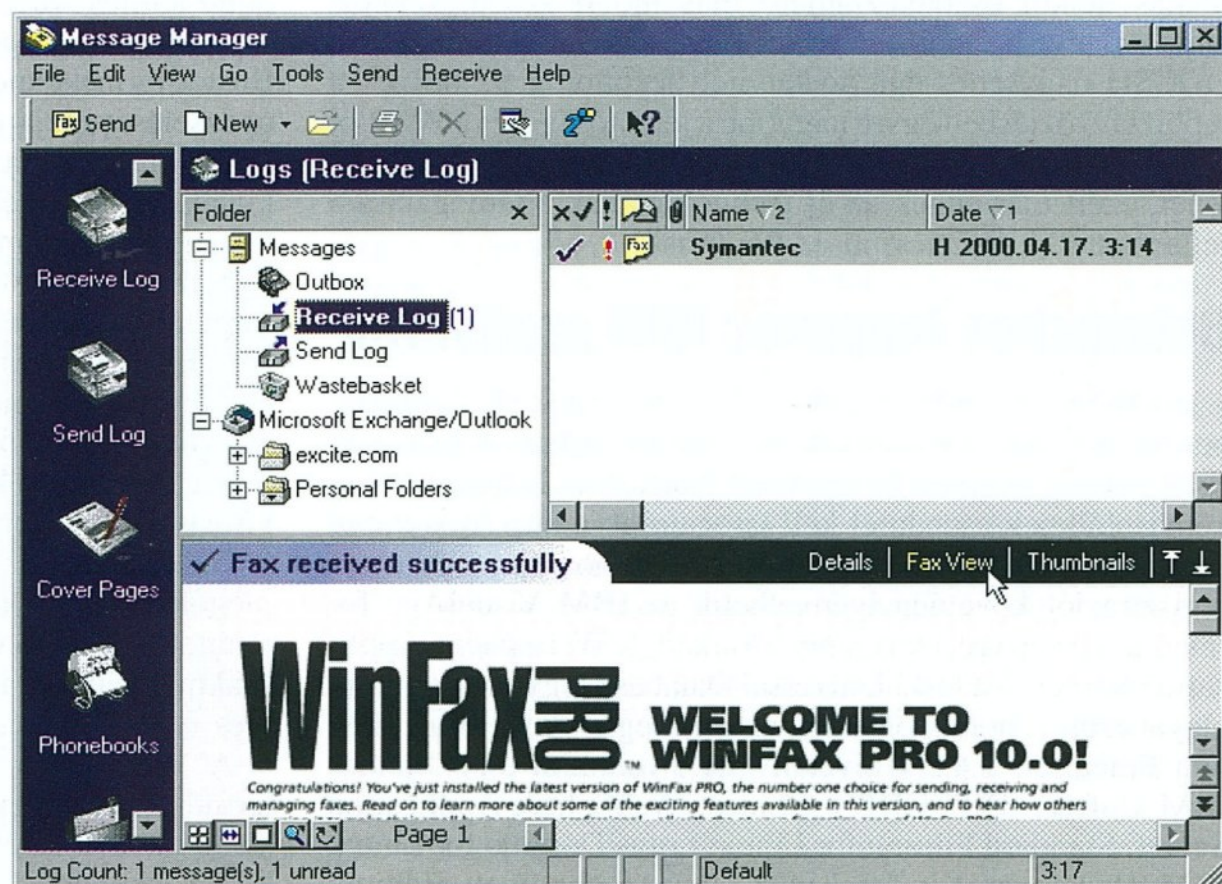 Message Manager
File Edit View Go Tools Send Receive Help
Fax Send New
Logs (Receive Log)
Receive Log
Send Log
Cover Pages
Phonebooks
Folder
Messages
Outbox
Receive Log (1)
Send Log
Wastebasket
Microsoft Exchange/Outlook
excite.com
Personal Folders
Name 2 Date 1
Fax Symantec H 2000.04.17. 3:14
Fax received successfully Details | Fax View | Thumbnails
WinFax PRO™
WELCOME TO
WINFAX PRO 10.0!
Congratulations! You've just installed the latest version of WinFax PRO, the number one choice for sending, receiving and
managing faxes. Read on to learn more about some of the exciting features available in this version, and to hear how others
Page 1
Log Count: 1 message(s), 1 unread Default 3:17